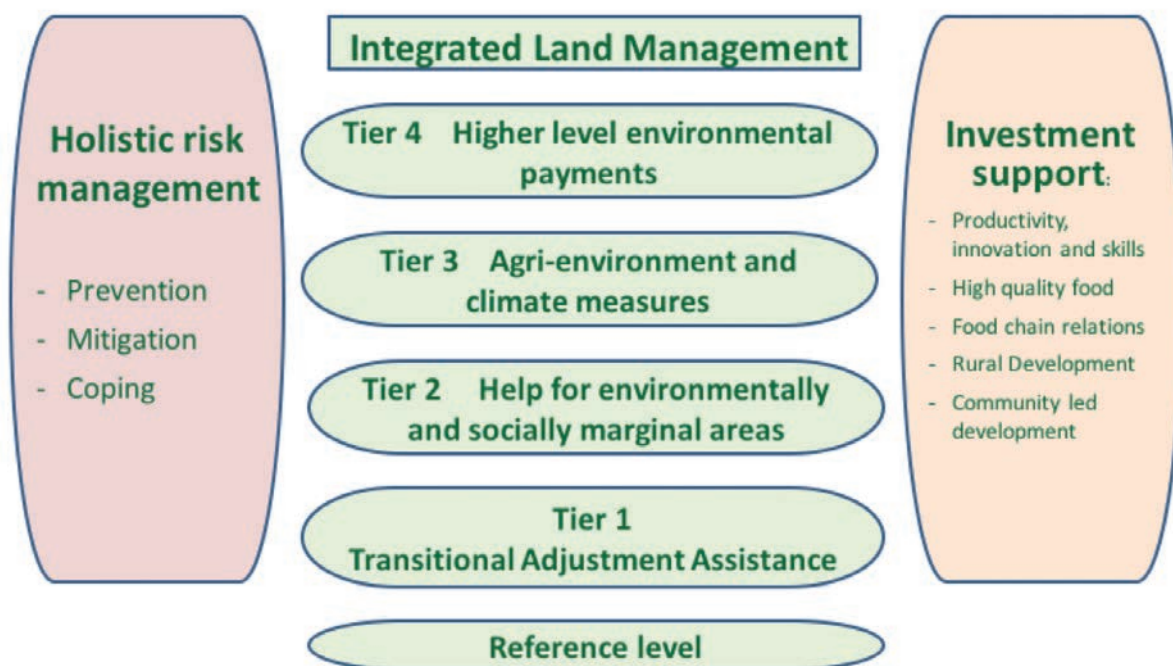 Holistic risk
management
- Prevention
- Mitigation
- Coping
Integrated Land Management
Tier 4 Higher level environmental
payments
Tier 3 Agri-environment and
climate measures
Tier 2 Help for environmentally
and socially marginal areas
Tier 1
Transitional Adjustment Assistance
Reference level
Investment
support:
- Productivity,
innovation and skills
- High quality food
- Food chain relations
- Rural Development
- Community led
development